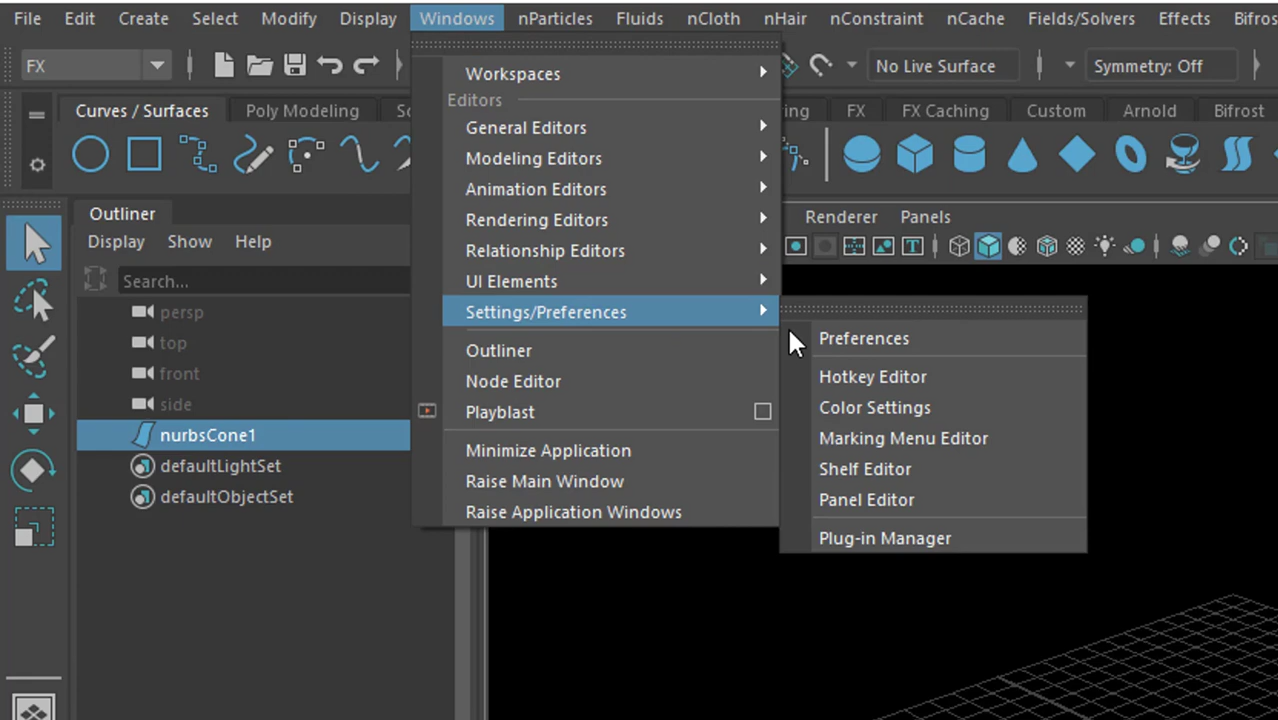 File Edit Create Select Modify Display Windows nParticles Fluids nCloth nHair nConstraint nCache Fields/Solvers Effects Bifros
FX No Live Surface Symmetry: Off
Curves / Surfaces Poly Modeling Sc ing FX FX Caching Custom Arnold Bifrost
Workspaces
Editors
General Editors
Modeling Editors
Animation Editors
Rendering Editors
Relationship Editors
UI Elements
Settings/Preferences
Outliner
Node Editor
Playblast
Minimize Application
Raise Main Window
Raise Application Windows
Preferences
Hotkey Editor
Color Settings
Marking Menu Editor
Shelf Editor
Panel Editor
Plug-in Manager
Outliner
Display Show Help
Search...
persp
top
front
side
nurbsCone1
defaultLightSet
defaultObjectSet
Renderer Panels
T